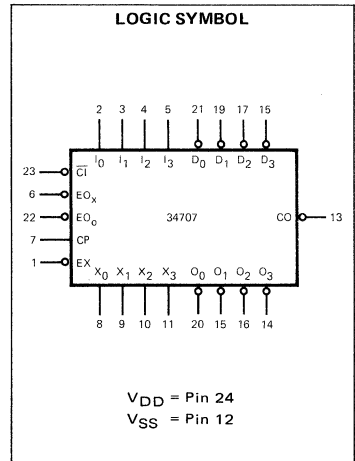 LOGIC SYMBOL
2 3 4 5 21 19 17 15
I0 I1 I2 I3 D0 D1 D2 D3
23 CI
6 EOX
22 EOO
34707
CO 13
7 CP
1 EX
X0 X1 X2 X3 O0 O1 O2 O3
8 9 10 11 20 15 16 14
VDD = Pin 24
VSS = Pin 12